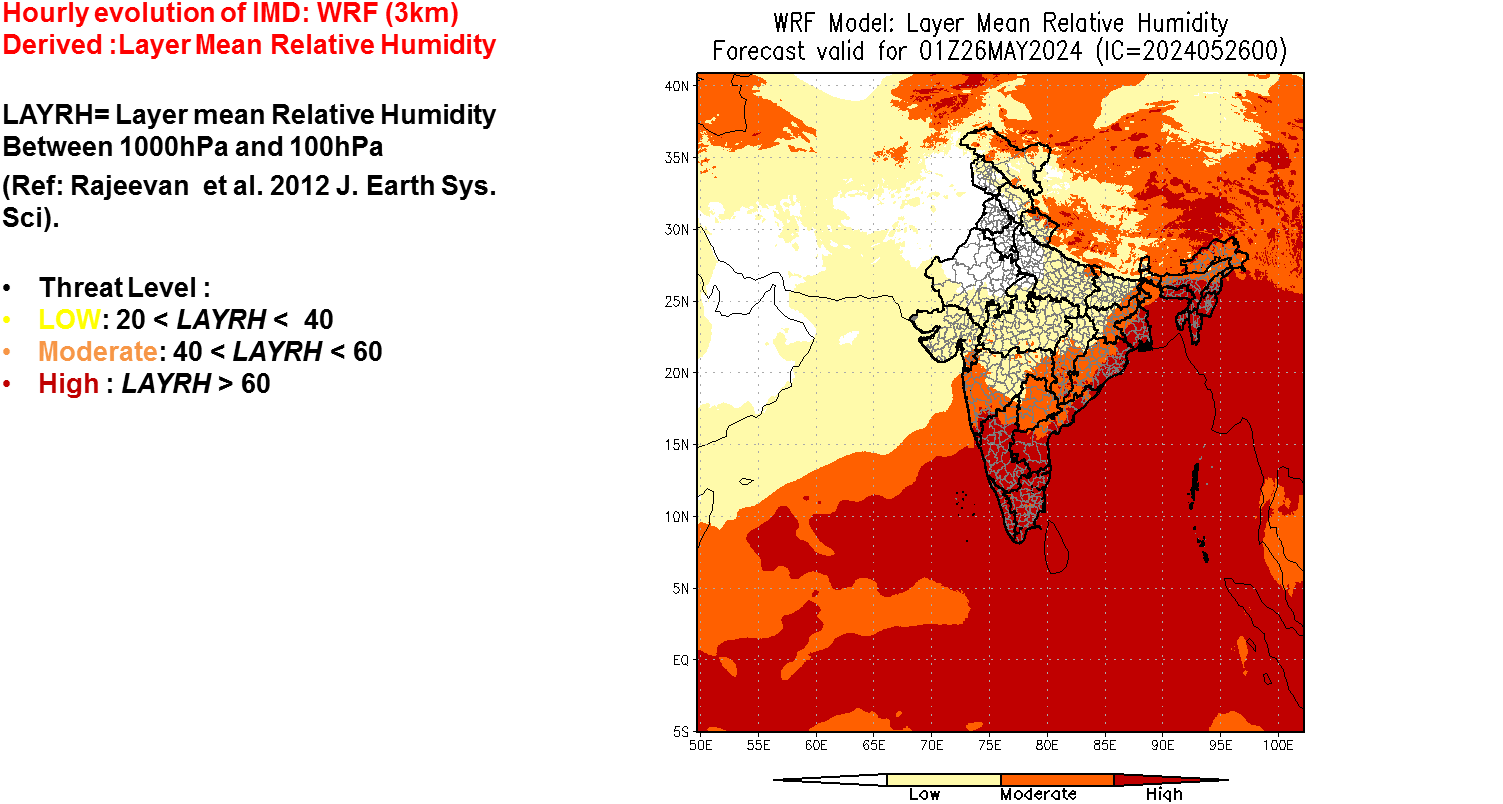 Hourly evolution of IMD: WRF (3km)
Derived :Layer Mean Relative Humidity
LAYRH= Layer mean Relative Humidity
Between 1000hPa and 100hPa
(Ref: Rajeevan et al. 2012 J. Earth Sys.
Sci).
• Threat Level :
• LOW: 20 < LAYRH < 40
• Moderate: 40 < LAYRH < 60
• High : LAYRH > 60
WRF Model: Layer Mean Relative Humidity
Forecast valid for 01Z26MAY2024 (IC=2024052600)
40N
35N
30N
25N
20N
15N
10N
5N
EQ
5S
50E 55E 60E 65E 70E 75E 80E 85E 90E 95E 100E
Low Moderate High